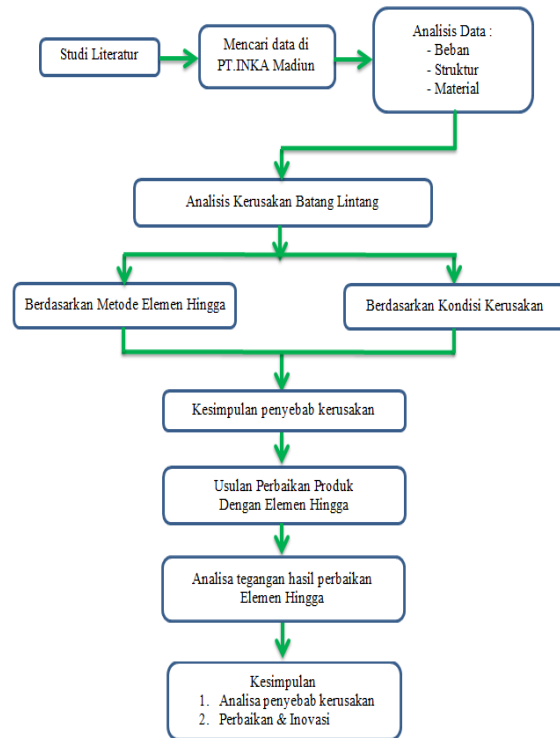 Studi Literatur
Mencari data di
PT.INKA Madiun
Analisis Data :
- Beban
- Struktur
- Material
Analisis Kerusakan Batang Lintang
Berdasarkan Metode Elemen Hingga
Berdasarkan Kondisi Kerusakan
Kesimpulan penyebab kerusakan
Usulan Perbaikan Produk
Dengan Elemen Hingga
Analisa tegangan hasil perbaikan
Elemen Hingga
Kesimpulan
1. Analisa penyebab kerusakan
2. Perbaikan & Inovasi